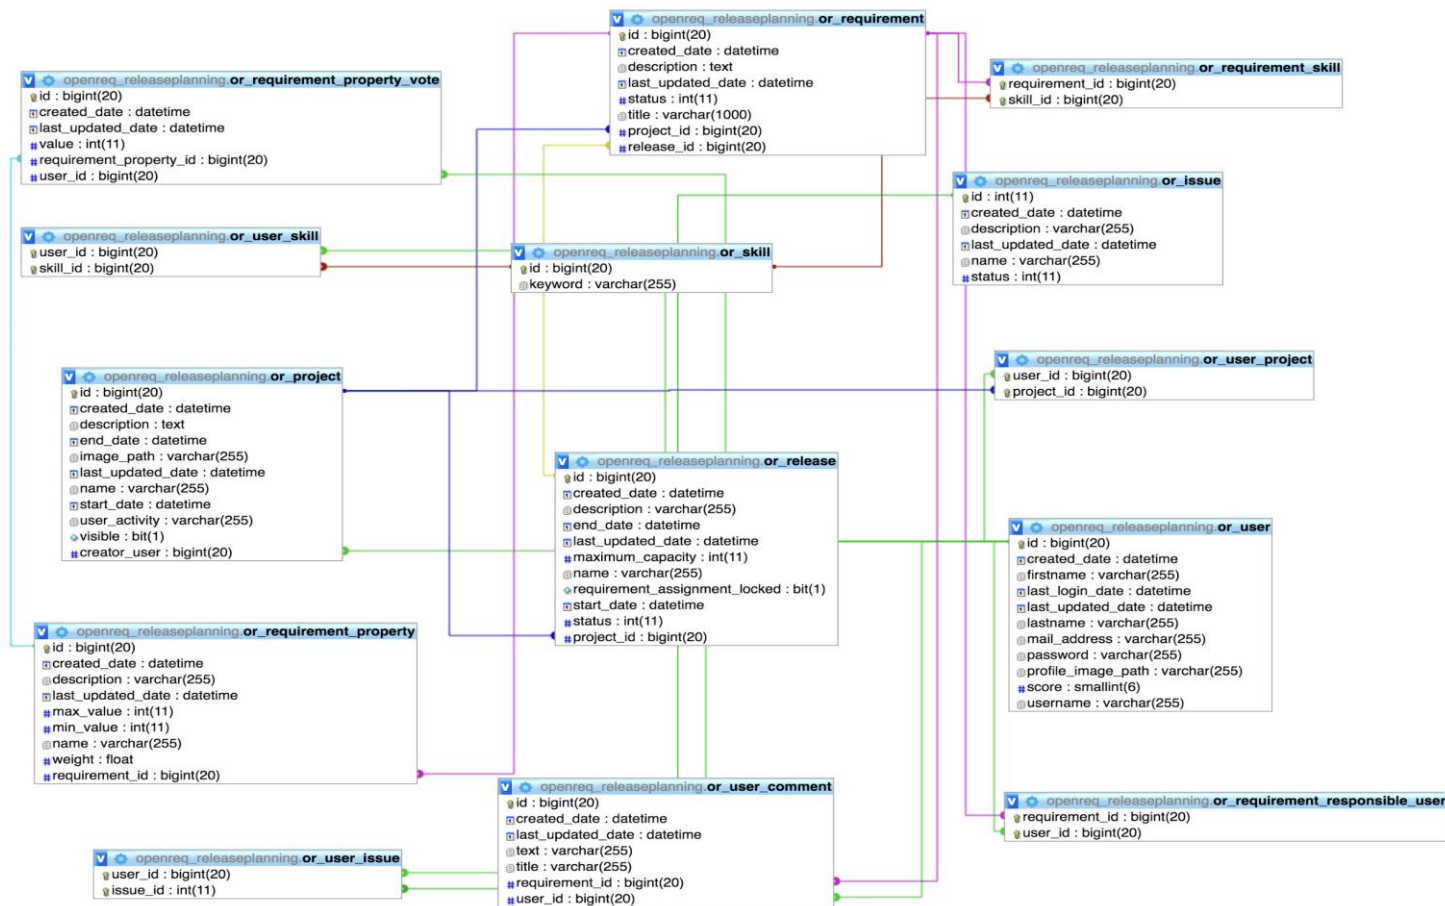 openreq_releaseplanning.or_requirement
id : bigint(20)
created_date : datetime
description : text
last_updated_date : datetime
status : int(11)
title : varchar(1000)
project_id : bigint(20)
release_id : bigint(20)
openreq_releaseplanning.or_requirement_skill
requirement_id : bigint(20)
skill_id : bigint(20)
openreq_releaseplanning.or_requirement_property_vote
id : bigint(20)
created_date : datetime
last_updated_date : datetime
value : int(11)
requirement_property_id : bigint(20)
user_id : bigint(20)
openreq_releaseplanning.or_issue
id : int(11)
created_date : datetime
description : varchar(255)
last_updated_date : datetime
name : varchar(255)
status : int(11)
openreq_releaseplanning.or_user_skill
user_id : bigint(20)
skill_id : bigint(20)
openreq_releaseplanning.or_skill
id : bigint(20)
keyword : varchar(255)
openreq_releaseplanning.or_user_project
user_id : bigint(20)
project_id : bigint(20)
openreq_releaseplanning.or_project
id : bigint(20)
created_date : datetime
description : text
end_date : datetime
image_path : varchar(255)
last_updated_date : datetime
name : varchar(255)
start_date : datetime
user_activity : varchar(255)
visible : bit(1)
creator_user : bigint(20)
openreq_releaseplanning.or_release
id : bigint(20)
created_date : datetime
description : varchar(255)
end_date : datetime
last_updated_date : datetime
maximum_capacity : int(11)
name : varchar(255)
requirement_assignment_locked : bit(1)
start_date : datetime
status : int(11)
project_id : bigint(20)
openreq_releaseplanning.or_user
id : bigint(20)
created_date : datetime
firstname : varchar(255)
last_login_date : datetime
last_updated_date : datetime
lastname : varchar(255)
mail_address : varchar(255)
password : varchar(255)
profile_image_path : varchar(255)
score : smallint(6)
username : varchar(255)
openreq_releaseplanning.or_requirement_property
id : bigint(20)
created_date : datetime
description : varchar(255)
last_updated_date : datetime
max_value : int(11)
min_value : int(11)
name : varchar(255)
weight : float
requirement_id : bigint(20)
openreq_releaseplanning.or_user_comment
id : bigint(20)
created_date : datetime
last_updated_date : datetime
text : varchar(255)
title : varchar(255)
requirement_id : bigint(20)
user_id : bigint(20)
openreq_releaseplanning.or_requirement_responsible_user
requirement_id : bigint(20)
user_id : bigint(20)
openreq_releaseplanning.or_user_issue
user_id : bigint(20)
issue_id : int(11)